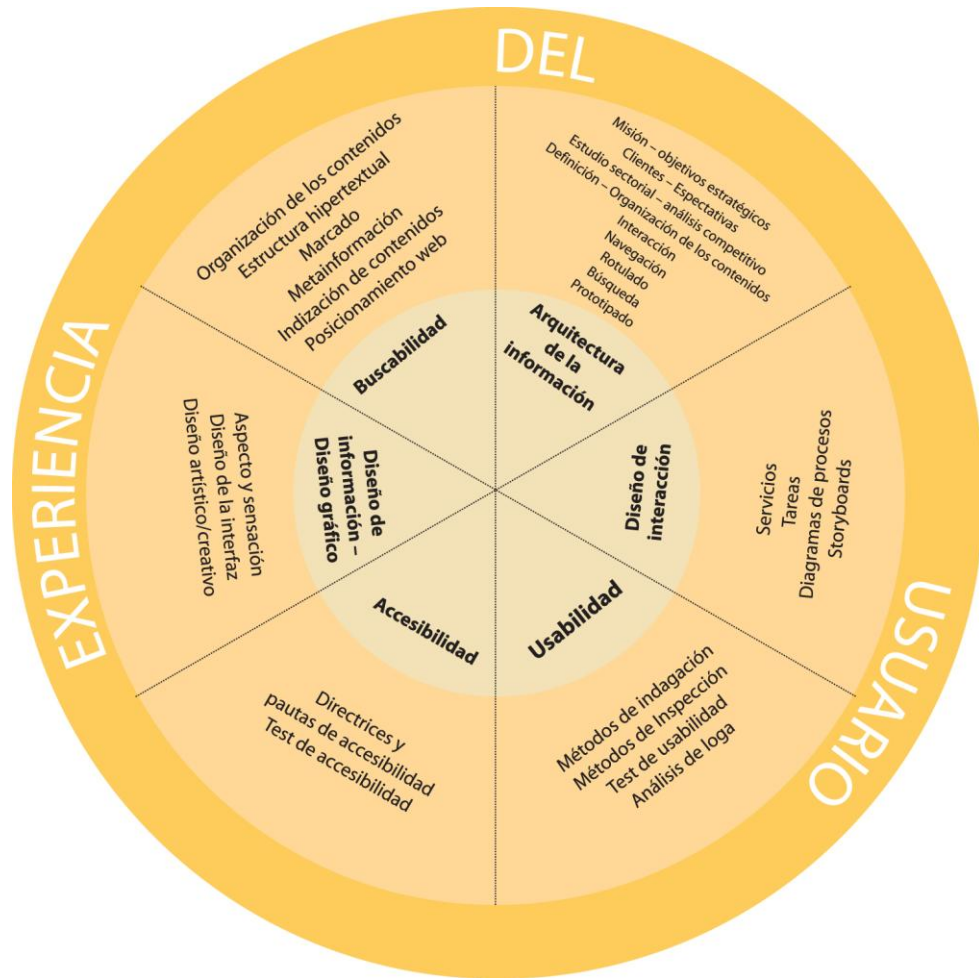 EXPERIENCIA
DEL
USUARIO
Organización de los contenidos
Estructura hipertextual
Marcado
Metainformación
Indización de contenidos
Posicionamiento web
Buscabilidad
Misión – objetivos estratégicos
Clientes – Espectativas
Estudio sectorial – análisis competitivo
Definición – Organización de los contenidos
Interacción
Navegación
Rotulado
Búsqueda
Prototipado
Arquitectura
de la
información
Diseño de
interacción
Servicios
Tareas
Diagramas de procesos
Storyboards
Usabilidad
Métodos de indagación
Métodos de Inspección
Test de usabilidad
Análisis de loga
Accesibilidad
Directrices y
pautas de accesibilidad
Test de accesibilidad
Diseño de
información –
Diseño gráfico
Aspecto y sensación
Diseño de la interfaz
Diseño artístico/creativo